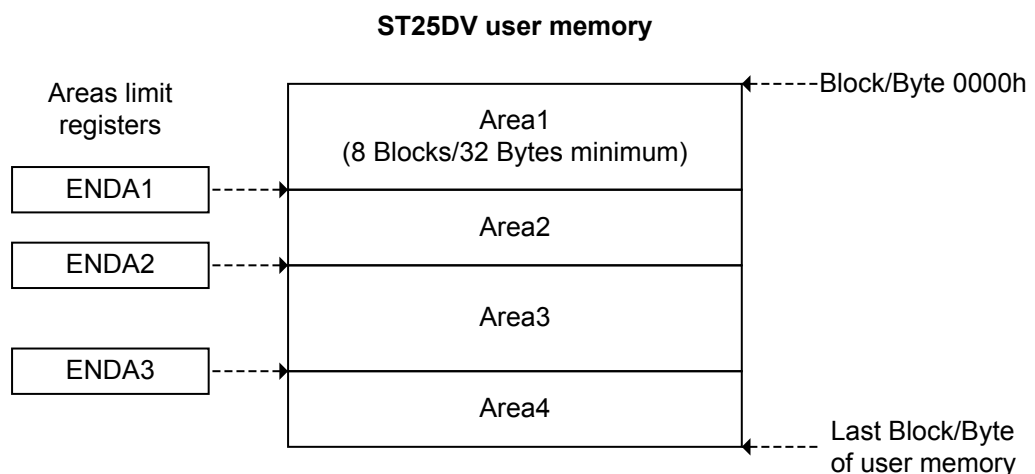 ST25DV user memory
Areas limit
registers
Block/Byte 0000h
Area1
(8 Blocks/32 Bytes minimum)
ENDA1
Area2
ENDA2
Area3
ENDA3
Area4
Last Block/Byte
of user memory